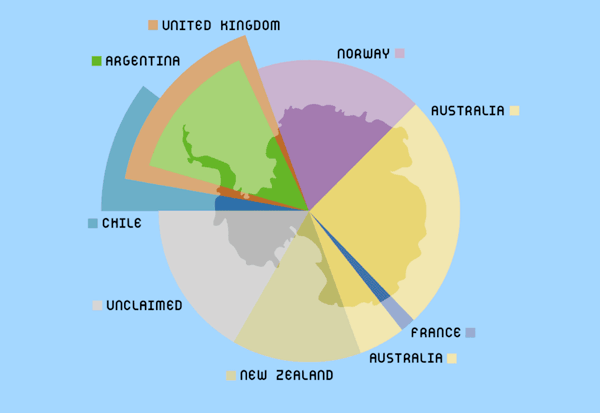 UNITED KINGDOM
NORWAY
ARGENTINA
AUSTRALIA
CHILE
UNCLAIMED
FRANCE
AUSTRALIA
NEW ZEALAND